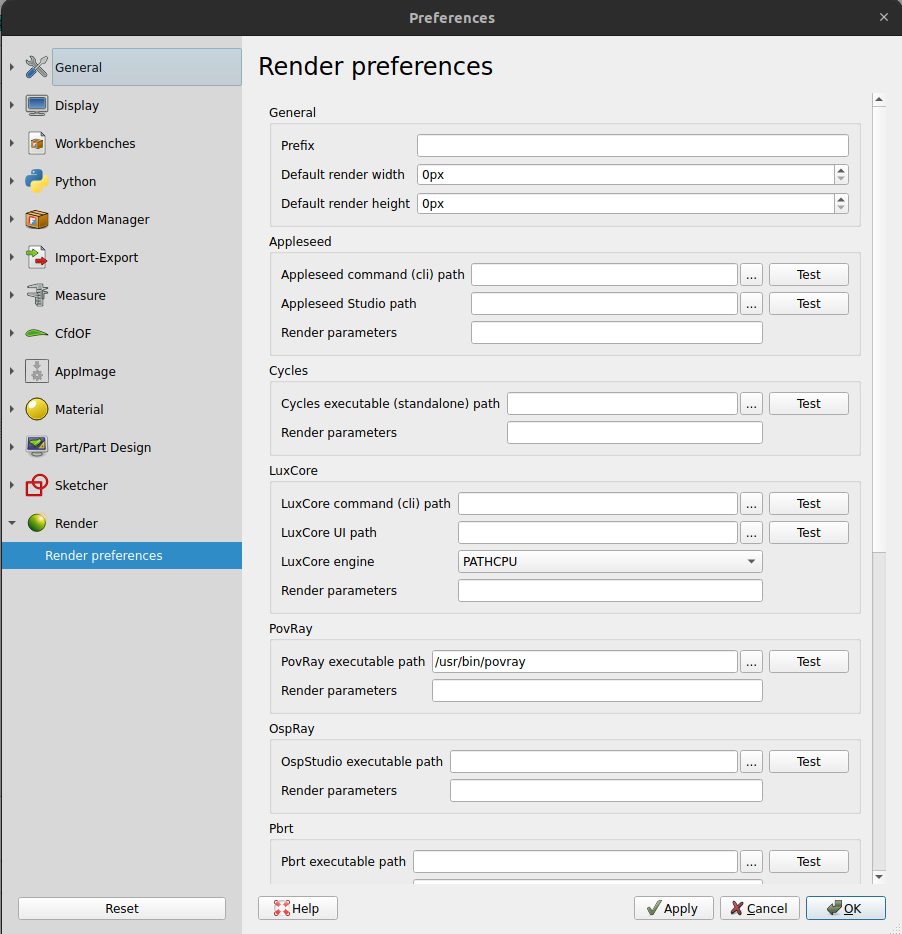 Preferences
General
Display
Workbenches
Python
Addon Manager
Import-Export
Measure
CfdOF
AppImage
Material
Part/Part Design
Sketcher
Render
Render preferences
Reset
Render preferences
General
Prefix
Default render width 0px
Default render height 0px
Appleseed
Appleseed command (cli) path ... Test
Appleseed Studio path ... Test
Render parameters
Cycles
Cycles executable (standalone) path ... Test
Render parameters
LuxCore
LuxCore command (cli) path ... Test
LuxCore UI path ... Test
LuxCore engine PATHCPU
Render parameters
PovRay
PovRay executable path /usr/bin/povray ... Test
Render parameters
OspRay
OspStudio executable path ... Test
Render parameters
Pbrt
Pbrt executable path ... Test
Help Apply Cancel OK